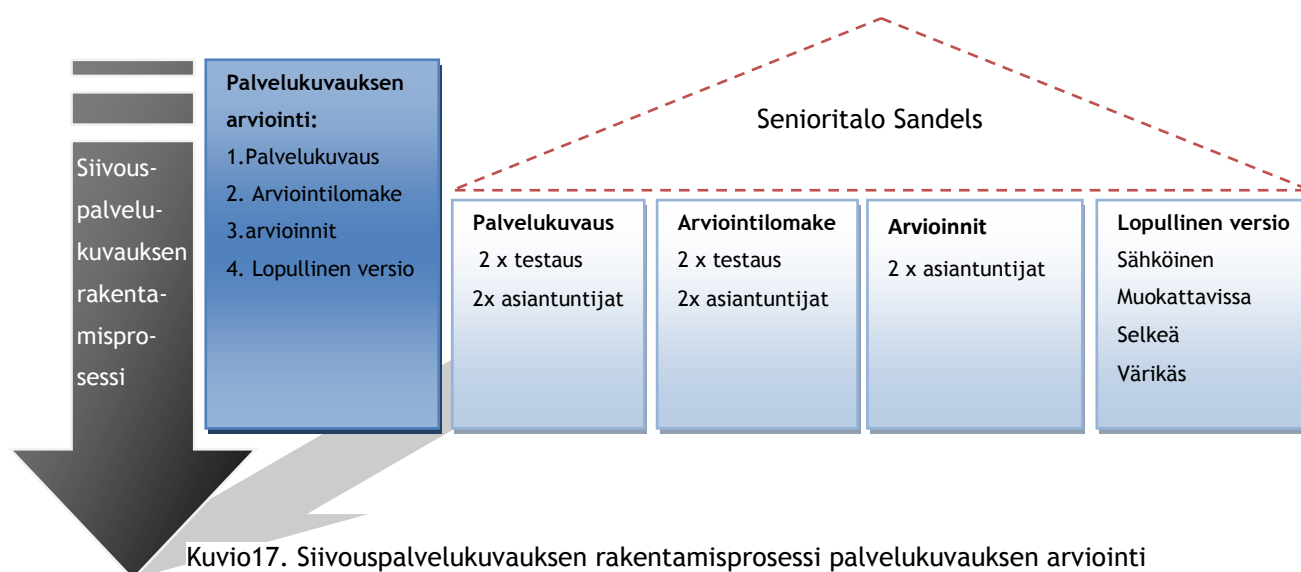 Siivous-
palvelu-
kuvauksen
rakenta-
mispro-
sessi
Palvelukuvauksen
arviointi:
1.Palvelukuvaus
2. Arviointilomake
3.arvioinnit
4. Lopullinen versio
Senioritalo Sandels
Palvelukuvaus
2 x testaus
2x asiantuntijat
Arviointilomake
2 x testaus
2x asiantuntijat
Arvioinnit
2 x asiantuntijat
Lopullinen versio
Sähköinen
Muokattavissa
Selkeä
Värikäs
Kuvio17. Siivouspalvelukuvauksen rakentamisprosessi palvelukuvauksen arviointi